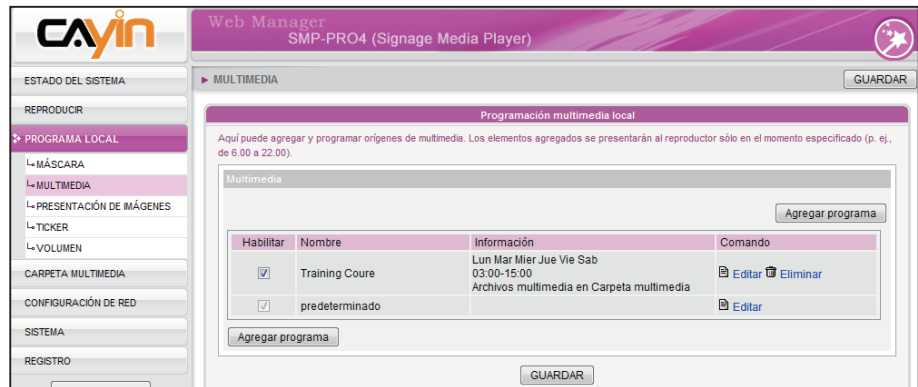 CAYIN
Web Manager
SMP-PRO4 (Signage Media Player)
ESTADO DEL SISTEMA
REPRODUCIR
PROGRAMA LOCAL
MÁSCARA
MULTIMEDIA
PRESENTACIÓN DE IMÁGENES
TICKER
VOLUMEN
CARPETA MULTIMEDIA
CONFIGURACIÓN DE RED
SISTEMA
REGISTRO
MULTIMEDIA
GUARDAR
Programación multimedia local
Aquí puede agregar y programar orígenes de multimedia. Los elementos agregados se presentarán al reproductor sólo en el momento especificado (p. ej.,
de 6.00 a 22.00).
Multimedia
Agregar programa
Habilitar Nombre Información Comando
Training Coure
Lun Mar Mier Jue Vie Sab
03:00-15:00
Archivos multimedia en Carpeta multimedia
Editar Eliminar
predeterminado Editar
Agregar programa
GUARDAR